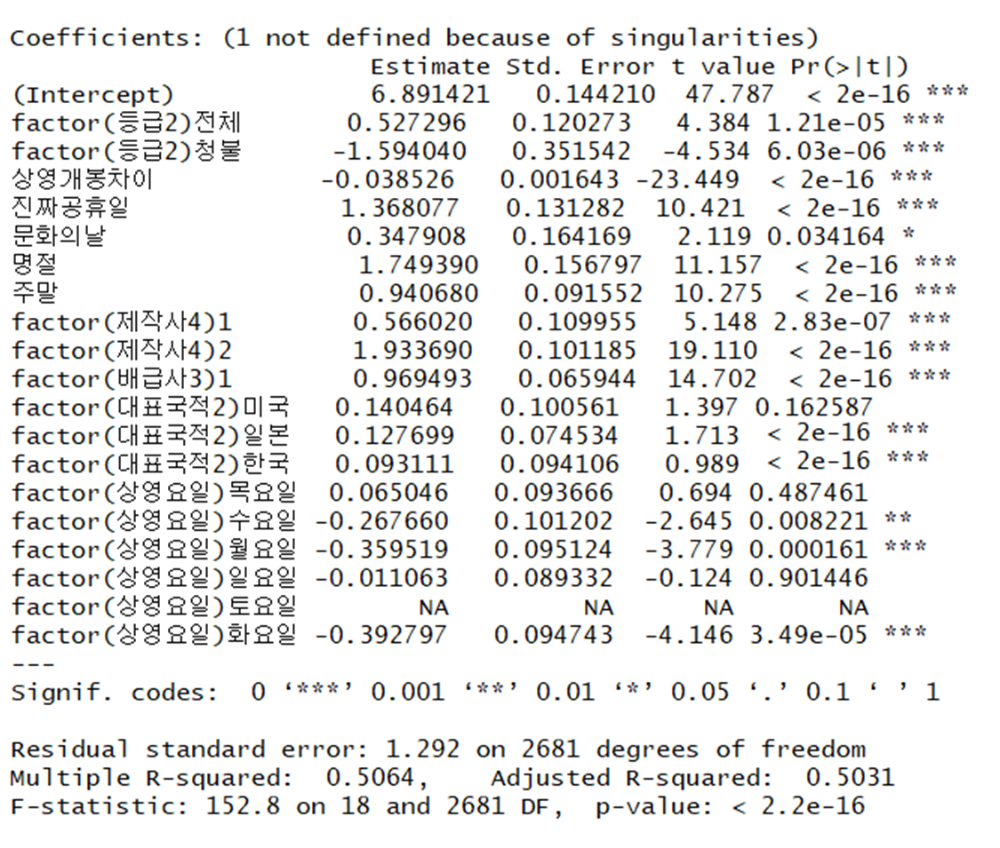 Coefficients: (1 not defined because of singularities)
Estimate Std. Error t value Pr(>|t|)
(Intercept) 6.891421 0.144210 47.787 < 2e-16 ***
factor(등급2)전체 0.527296 0.120273 4.384 1.21e-05 ***
factor(등급2)청불 -1.594040 0.351542 -4.534 6.03e-06 ***
상영개봉차이 -0.038526 0.001643 -23.449 < 2e-16 ***
진짜공휴일 1.368077 0.131282 10.421 < 2e-16 ***
문화의날 0.347908 0.164169 2.119 0.034164 *
명절 1.749390 0.156797 11.157 < 2e-16 ***
주말 0.940680 0.091552 10.275 < 2e-16 ***
factor(제작사4)1 0.566020 0.109955 5.148 2.83e-07 ***
factor(제작사4)2 1.933690 0.101185 19.110 < 2e-16 ***
factor(배급사3)1 0.969493 0.065944 14.702 < 2e-16 ***
factor(대표국적2)미국 0.140464 0.100561 1.397 0.162587
factor(대표국적2)일본 0.127699 0.074534 1.713 < 2e-16 ***
factor(대표국적2)한국 0.093111 0.094106 0.989 < 2e-16 ***
factor(상영요일)목요일 0.065046 0.093666 0.694 0.487461
factor(상영요일)수요일 -0.267660 0.101202 -2.645 0.008221 **
factor(상영요일)월요일 -0.359519 0.095124 -3.779 0.000161 ***
factor(상영요일)일요일 -0.011063 0.089332 -0.124 0.901446
factor(상영요일)토요일 NA NA NA NA
factor(상영요일)화요일 -0.392797 0.094743 -4.146 3.49e-05 ***
---
Signif. codes: 0 ‘***’ 0.001 ‘**’ 0.01 ‘*’ 0.05 ‘.’ 0.1 ‘ ’ 1
Residual standard error: 1.292 on 2681 degrees of freedom
Multiple R-squared: 0.5064, Adjusted R-squared: 0.5031
F-statistic: 152.8 on 18 and 2681 DF, p-value: < 2.2e-16